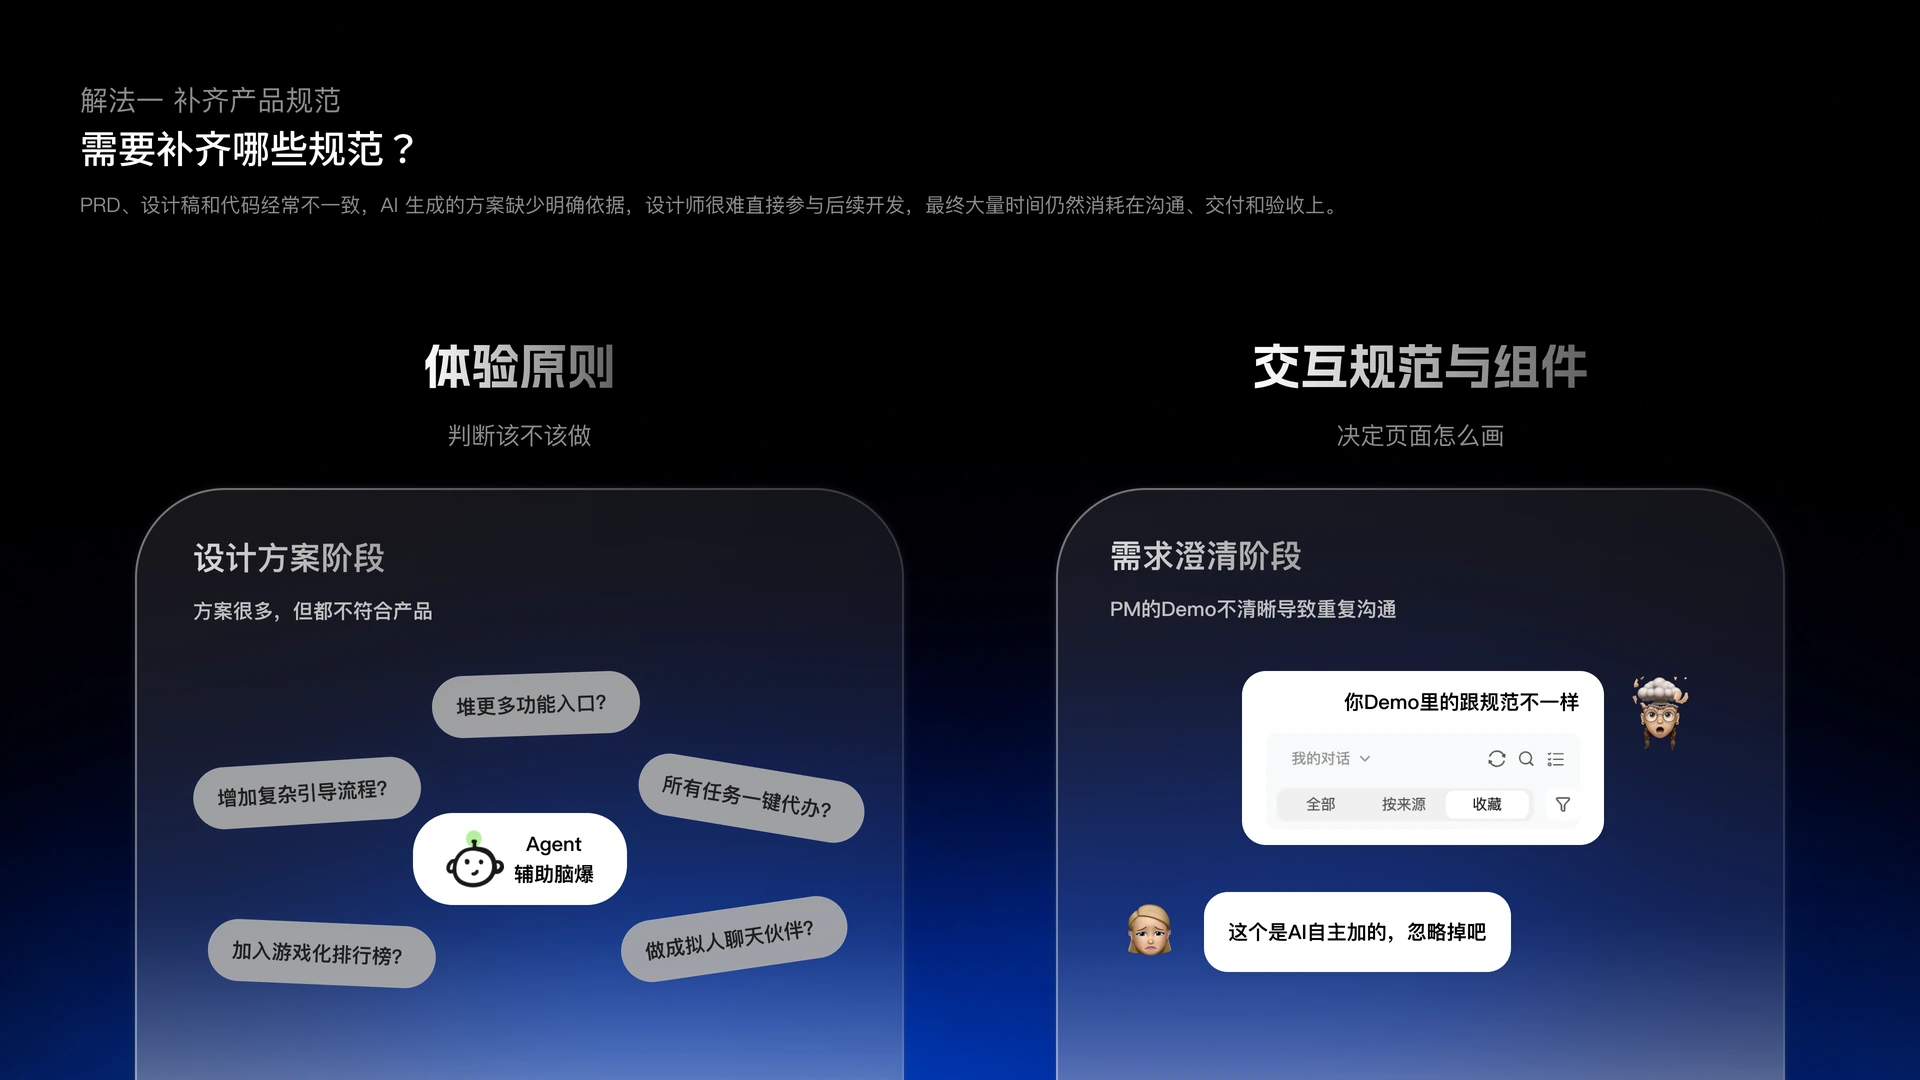 解法一 补齐产品规范
需要补齐哪些规范？
PRD、设计稿和代码经常不一致，AI 生成的方案缺少明确依据，设计师很难直接参与后续开发，最终大量时间仍然消耗在沟通、交付和验收上。
体验原则
判断该不该做
设计方案阶段
方案很多，但都不符合产品
堆更多功能入口?
增加复杂引导流程?
所有任务一键代办?
Agent
辅助脑爆
加入游戏化排行榜?
做成拟人聊天伙伴?
交互规范与组件
决定页面怎么画
需求澄清阶段
PM的Demo不清晰导致重复沟通
你Demo里的跟规范不一样
我的对话
全部 按来源 收藏
这个是AI自主加的，忽略掉吧